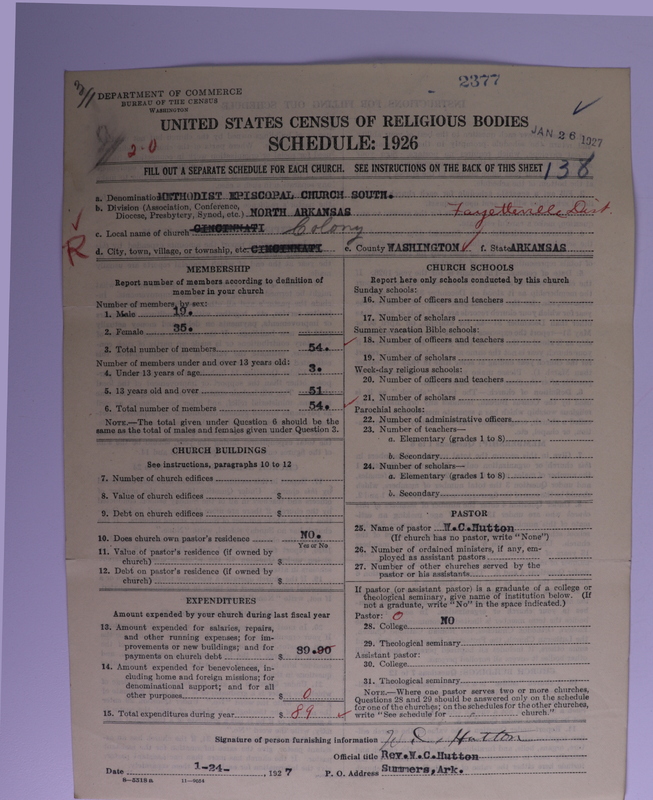 2377
DEPARTMENT OF COMMERCE
BUREAU OF THE CENSUS
WASHINGTON
UNITED STATES CENSUS OF RELIGIOUS BODIES
JAN 26 1927
SCHEDULE: 1926
2-0
FILL OUT A SEPARATE SCHEDULE FOR EACH CHURCH. SEE INSTRUCTIONS ON THE BACK OF THIS SHEET
138
a. Denomination METHODIST EPISCOPAL CHURCH SOUTH.
b. Division (Association, Conference,
Diocese, Presbytery, Synod, etc.) NORTH ARKANSAS Fayetteville Dist.
c. Local name of church CINCINNATI Colony
R
d. City, town, village, or township, etc. CINCINNATI e. County WASHINGTON f. State ARKANSAS
MEMBERSHIP
Report number of members according to definition of
member in your church
Number of members, by sex:
1. Male 19.
2. Female 35.
3. Total number of members 54.
Number of members under and over 13 years old:
4. Under 13 years of age 3.
5. 13 years old and over 51
6. Total number of members 54.
NOTE.—The total given under Question 6 should be the
same as the total of males and females given under Question 3.
CHURCH BUILDINGS
See instructions, paragraphs 10 to 12
7. Number of church edifices
8. Value of church edifices $
9. Debt on church edifices $
10. Does church own pastor's residence NO.
Yes or No
11. Value of pastor's residence (if owned by
church) $
12. Debt on pastor's residence (if owned by
church) $
EXPENDITURES
Amount expended by your church during last fiscal year
13. Amount expended for salaries, repairs,
and other running expenses; for im-
provements or new buildings; and for
payments on church debt $ 89.90
14. Amount expended for benevolences, in-
cluding home and foreign missions; for
denominational support; and for all
other purposes $ 0
15. Total expenditures during year $ 89
CHURCH SCHOOLS
Report here only schools conducted by this church
Sunday schools:
16. Number of officers and teachers
17. Number of scholars
Summer vacation Bible schools:
18. Number of officers and teachers
19. Number of scholars
Week-day religious schools:
20. Number of officers and teachers
21. Number of scholars
Parochial schools:
22. Number of administrative officers
23. Number of teachers—
a. Elementary (grades 1 to 8)
b. Secondary
24. Number of scholars—
a. Elementary (grades 1 to 8)
b. Secondary
PASTOR
25. Name of pastor W.C.Hutton
(If church has no pastor, write "None")
26. Number of ordained ministers, if any, em-
ployed as assistant pastors
27. Number of other churches served by the
pastor or his assistants
If pastor (or assistant pastor) is a graduate of a college or
theological seminary, give name of institution below. (If
not a graduate, write "No" in the space indicated.)
Pastor: 0
28. College NO
29. Theological seminary
Assistant pastor:
30. College
31. Theological seminary
NOTE.—Where one pastor serves two or more churches,
Questions 28 and 29 should be answered only on the schedule
for one of the churches; on the schedules for the other churches,
write "See schedule for church."
Signature of person furnishing information W. C. Hutton
Official title Rev.W.C.Hutton
Date 1-24-, 1927 P. O. Address Summers, Ark.
8-5318a 11-9034